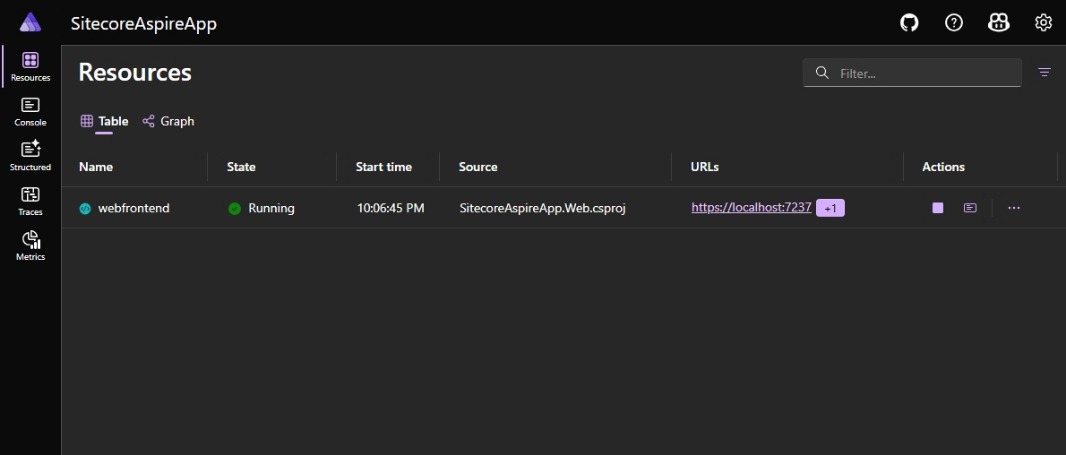 SitecoreAspireApp
Resources
Filter...
Resources
Console
Structured
Traces
Metrics
Table Graph
Name State Start time Source URLs Actions
webfrontend Running 10:06:45 PM SitecoreAspireApp.Web.csproj https://localhost:7237 +1